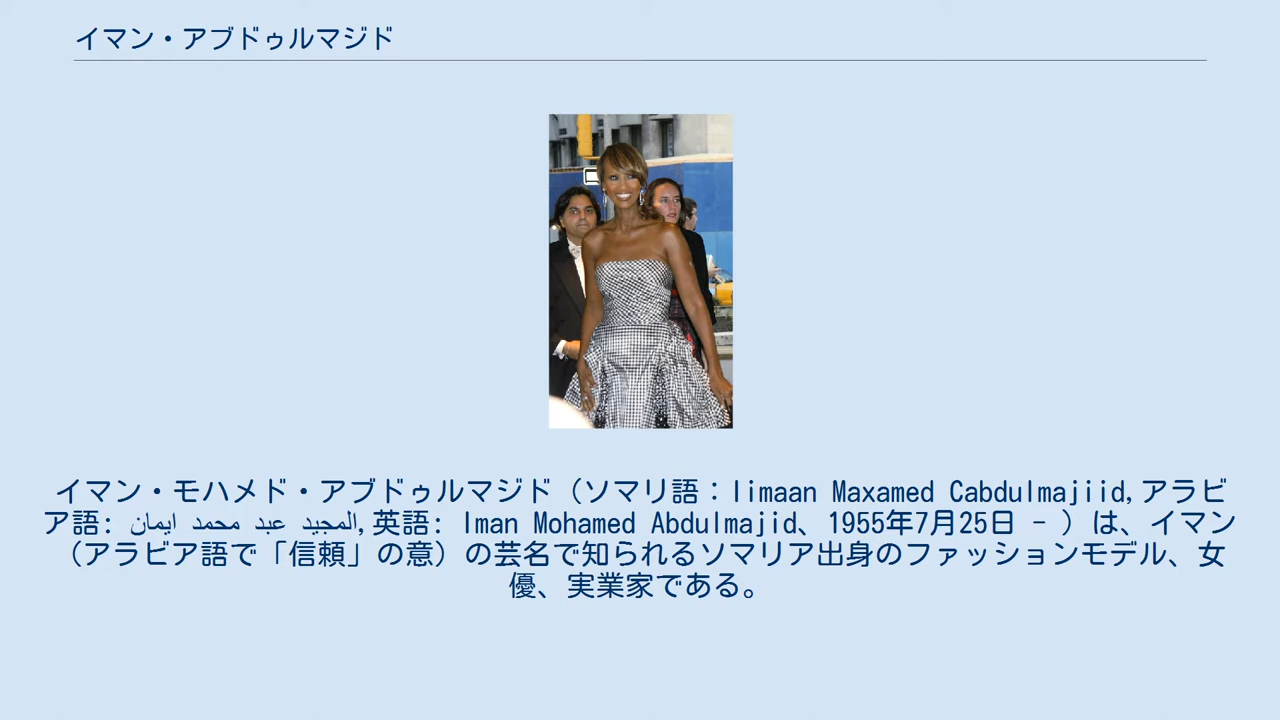 イマン・アブドゥルマジド
イマン・モハメド・アブドゥルマジド（ソマリ語：Iimaan Maxamed Cabdulmajiid,アラビ
ア語: ايمان محمد عبد المجيد,英語: Iman Mohamed Abdulmajid、1955年7月25日 - ）は、イマン
（アラビア語で「信頼」の意）の芸名で知られるソマリア出身のファッションモデル、女
優、実業家である。